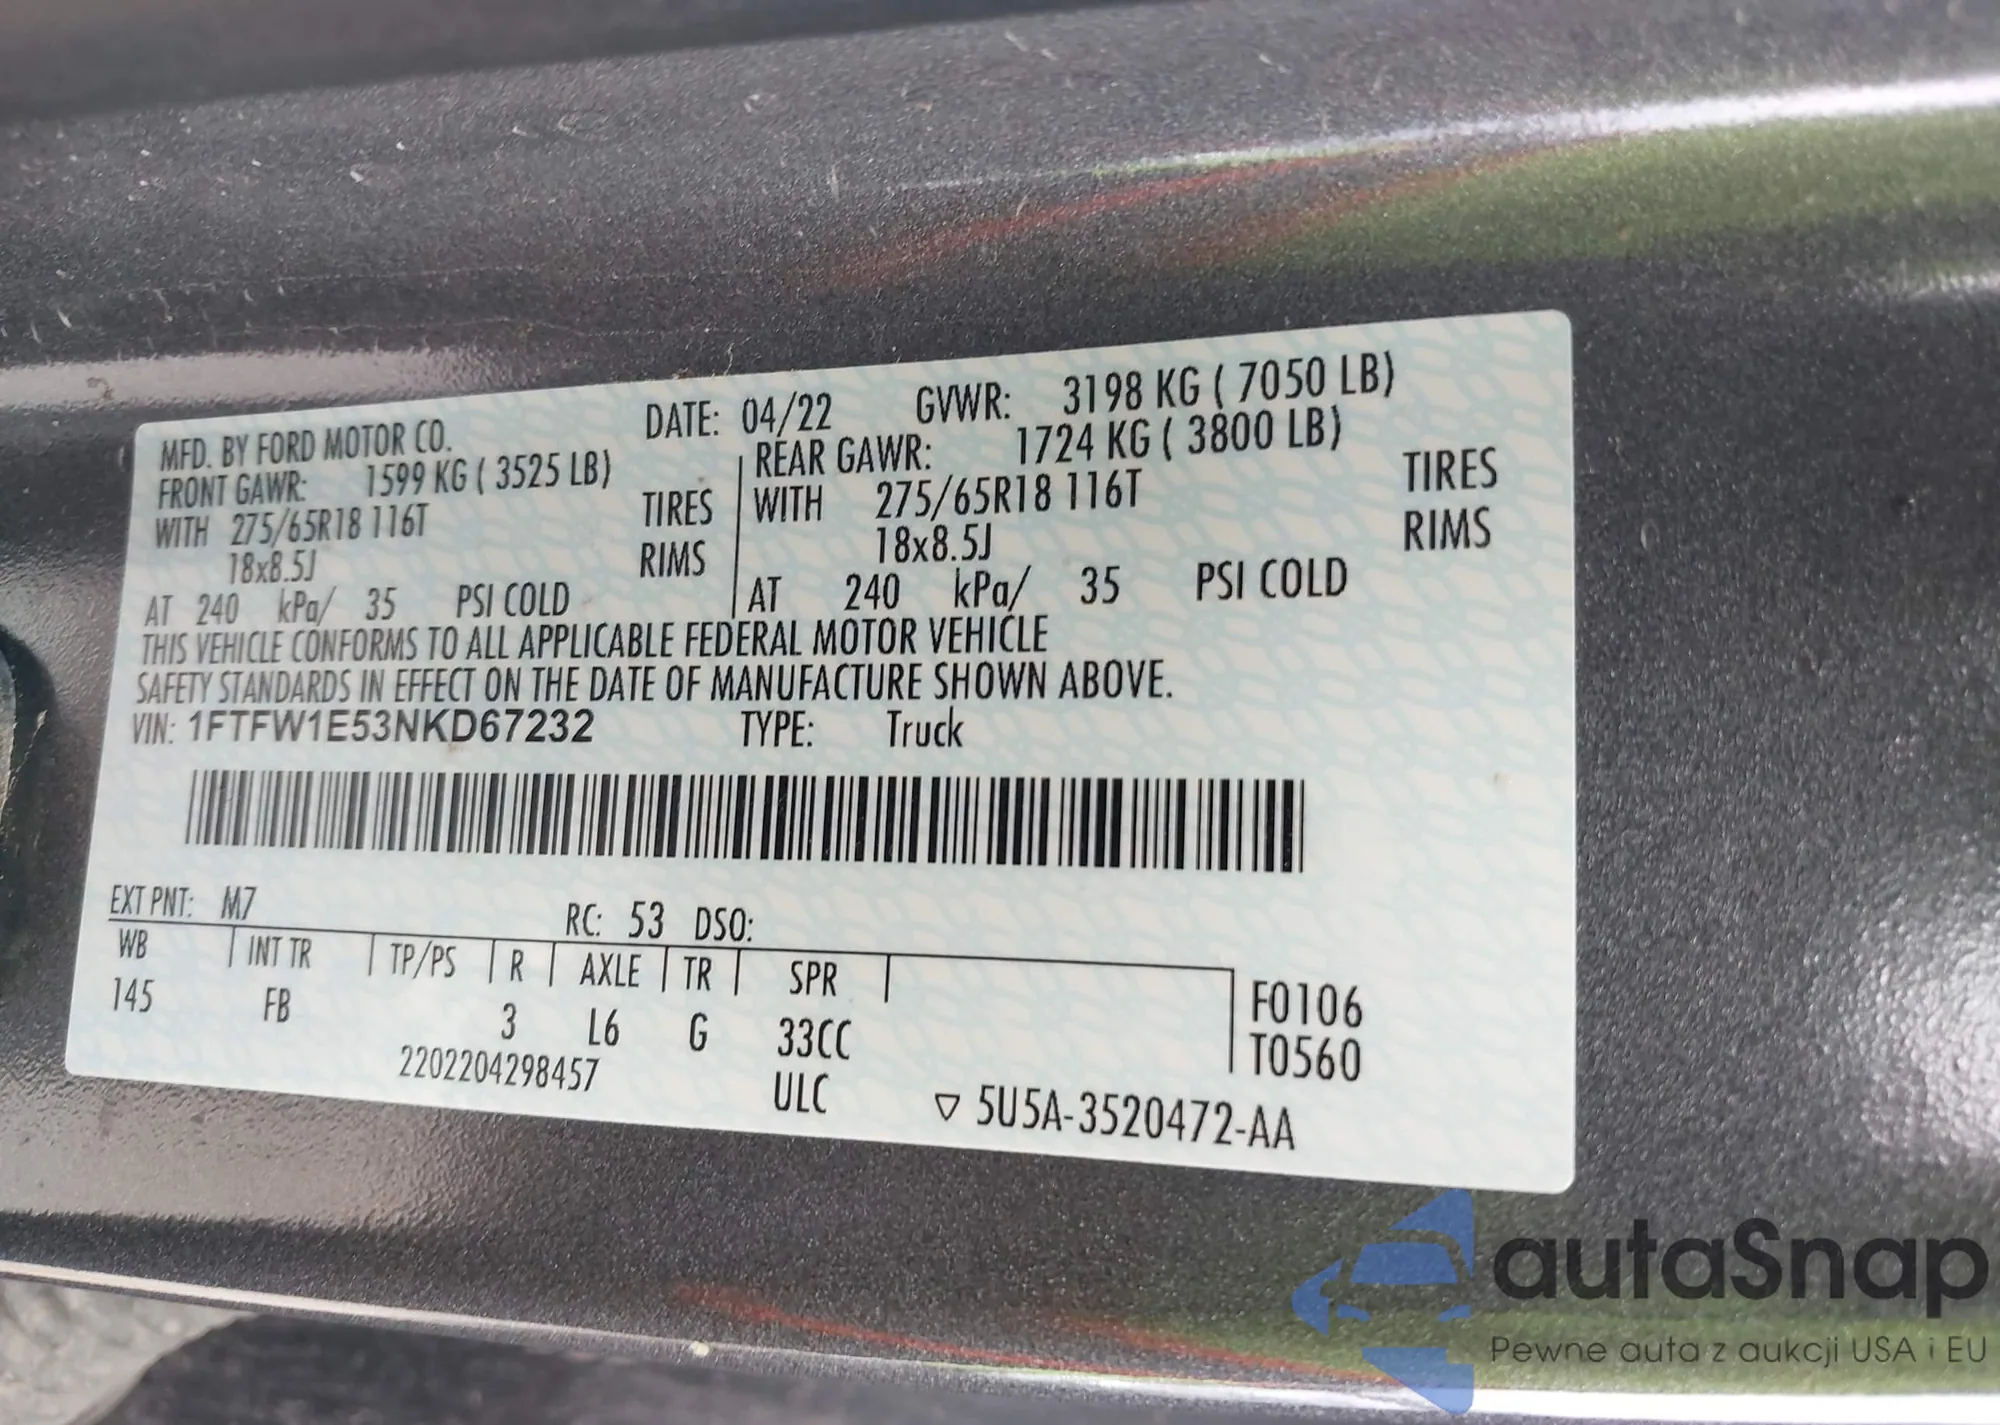 MFD. BY FORD MOTOR CO. DATE: 04/22 GVWR: 3198 KG ( 7050 LB)
FRONT GAWR: 1599 KG ( 3525 LB) REAR GAWR: 1724 KG ( 3800 LB)
WITH 275/65R18 116T TIRES WITH 275/65R18 116T TIRES
18x8.5J RIMS 18x8.5J RIMS
AT 240 kPa/ 35 PSI COLD AT 240 kPa/ 35 PSI COLD
THIS VEHICLE CONFORMS TO ALL APPLICABLE FEDERAL MOTOR VEHICLE
SAFETY STANDARDS IN EFFECT ON THE DATE OF MANUFACTURE SHOWN ABOVE.
VIN: 1FTFW1E53NKD67232 TYPE: Truck
EXT PNT: M7 RC: 53 DSO:
WB INT TR TP/PS R AXLE TR SPR
145 FB 3 L6 G 33CC F0106
2202204298457 ULC T0560
▽ 5U5A-3520472-AA
autaSnap
Pewne auta z aukcji USA i EU